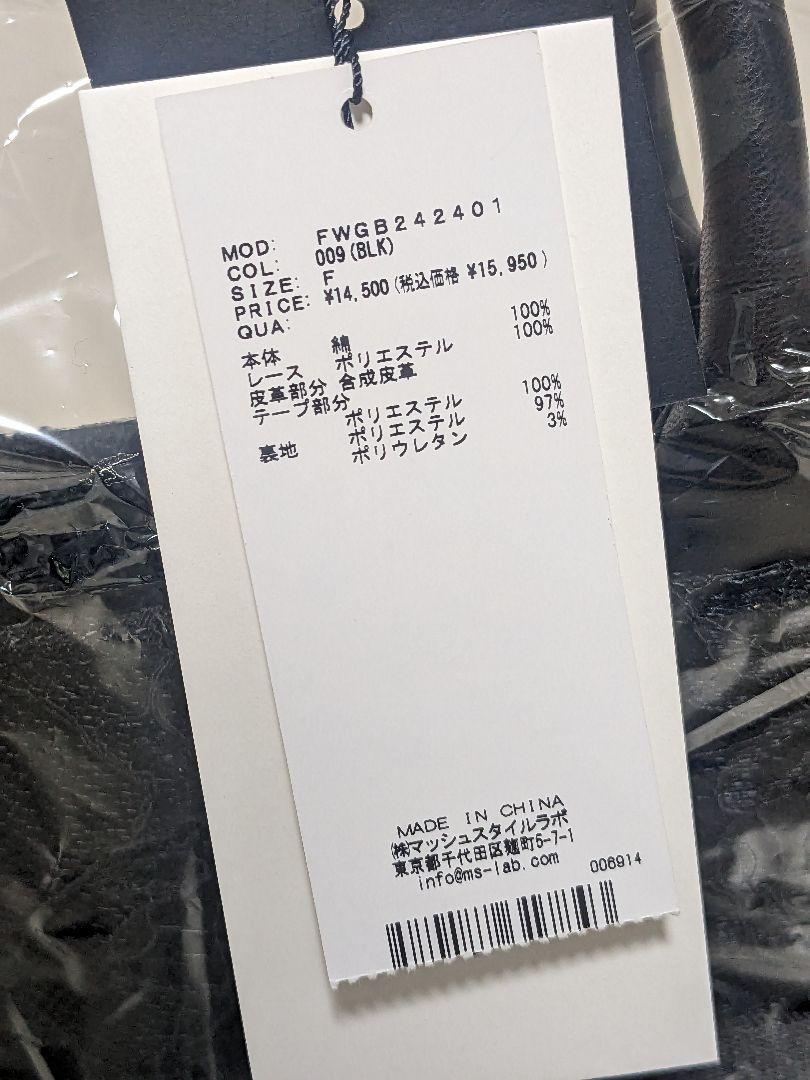 MOD: FWGB242401
COL: 009(BLK)
SIZE: F
PRICE: ¥14,500(税込価格 ¥15,950)
QUA:
本体 綿 100%
レース ポリエステル 100%
皮革部分 合成皮革
テープ部分
ポリエステル 100%
裏地 ポリエステル 97%
ポリウレタン 3%
MADE IN CHINA
㈱マッシュスタイルラボ
東京都千代田区麹町5-7-1
info@ms-lab.com 006914